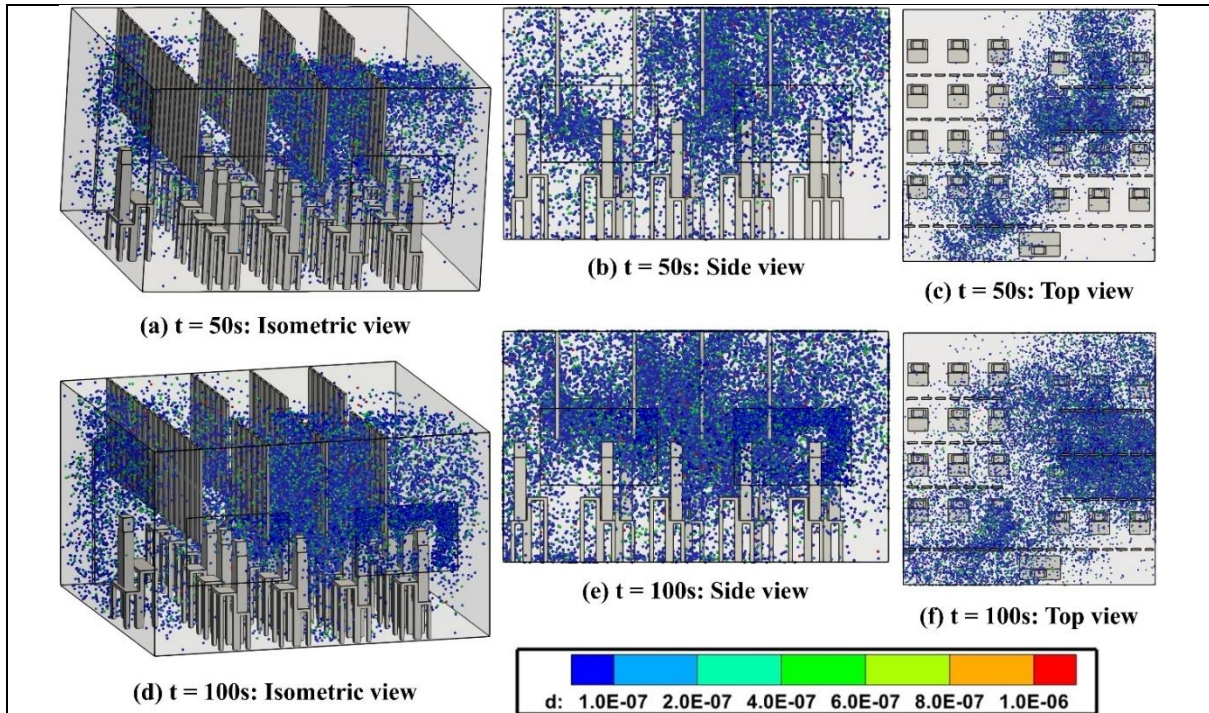 (a) t = 50s: Isometric view
(b) t = 50s: Side view
(c) t = 50s: Top view
(d) t = 100s: Isometric view
(e) t = 100s: Side view
(f) t = 100s: Top view
d: 1.0E-07 2.0E-07 4.0E-07 6.0E-07 8.0E-07 1.0E-06